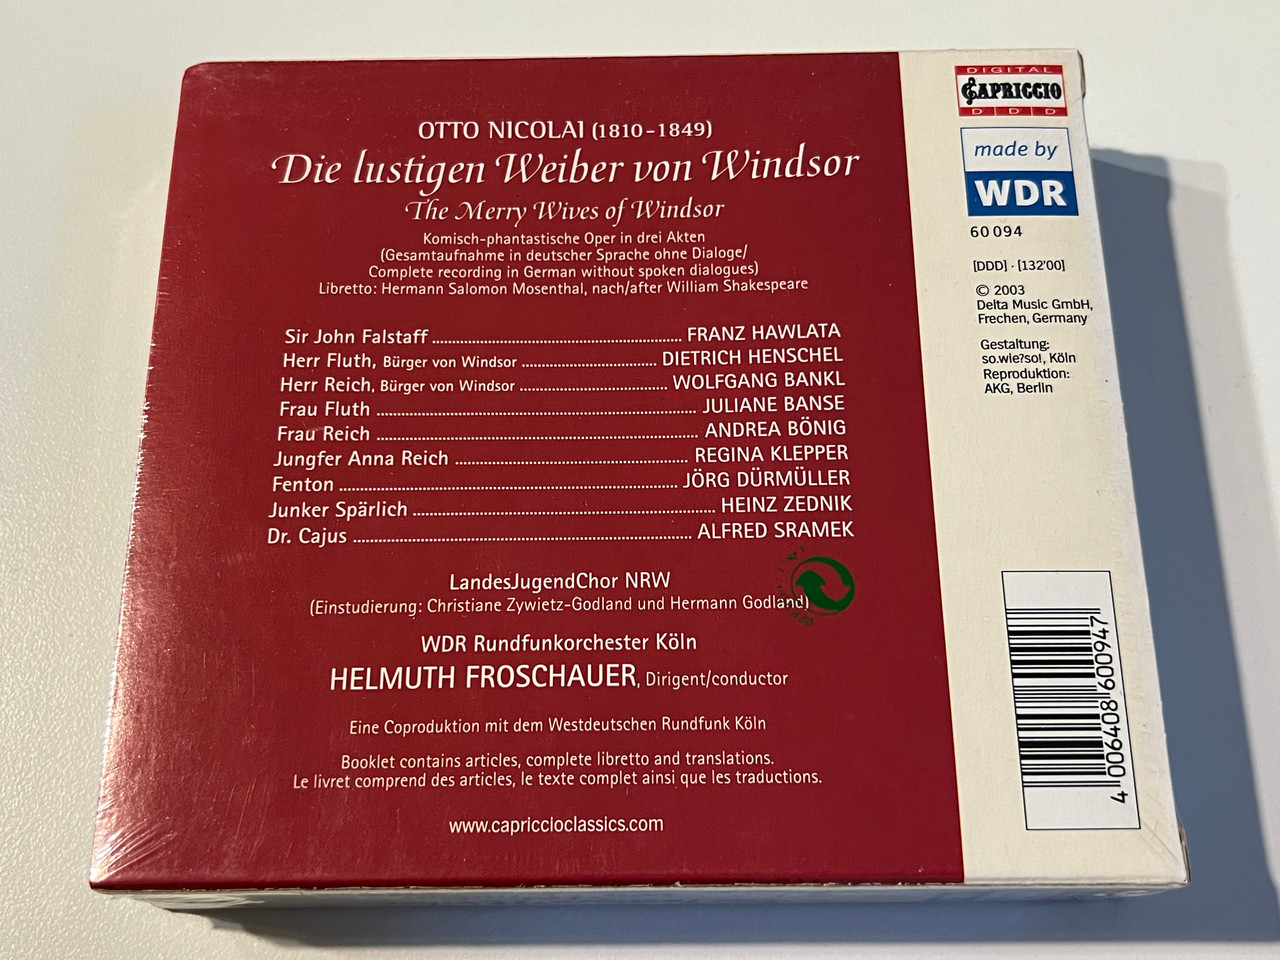 OTTO NICOLAI (1810-1849)
Die lustigen Weiber von Windsor
The Merry Wives of Windsor
Komisch-phantastische Oper in drei Akten
(Gesamtaufnahme in deutscher Sprache ohne Dialoge/
Complete recording in German without spoken dialogues)
Libretto: Hermann Salomon Mosenthal, nach/after William Shakespeare
Sir John Falstaff ........ FRANZ HAWLATA
Herr Fluth, Bürger von Windsor ........ DIETRICH HENSCHEL
Herr Reich, Bürger von Windsor ........ WOLFGANG BANKL
Frau Fluth ........ JULIANE BANSE
Frau Reich ........ ANDREA BÖNIG
Jungfer Anna Reich ........ REGINA KLEPPER
Fenton ........ JÖRG DÜRMÜLLER
Junker Spärlich ........ HEINZ ZEDNIK
Dr. Cajus ........ ALFRED SRAMEK
LandesJugendChor NRW
(Einstudierung: Christiane Zywietz-Godland und Hermann Godland)
WDR Rundfunkorchester Köln
HELMUTH FROSCHAUER, Dirigent/conductor
Eine Coproduktion mit dem Westdeutschen Rundfunk Köln
Booklet contains articles, complete libretto and translations.
Le livret comprend des articles, le texte complet ainsi que les traductions.
www.capriccioclassics.com
DIGITAL
CAPRICCIO
D D D
made by
WDR
60 094
[DDD] · [132'00]
© 2003
Delta Music GmbH,
Frechen, Germany
Gestaltung:
so.wie?so!, Köln
Reproduktion:
AKG, Berlin
4 006408 600947